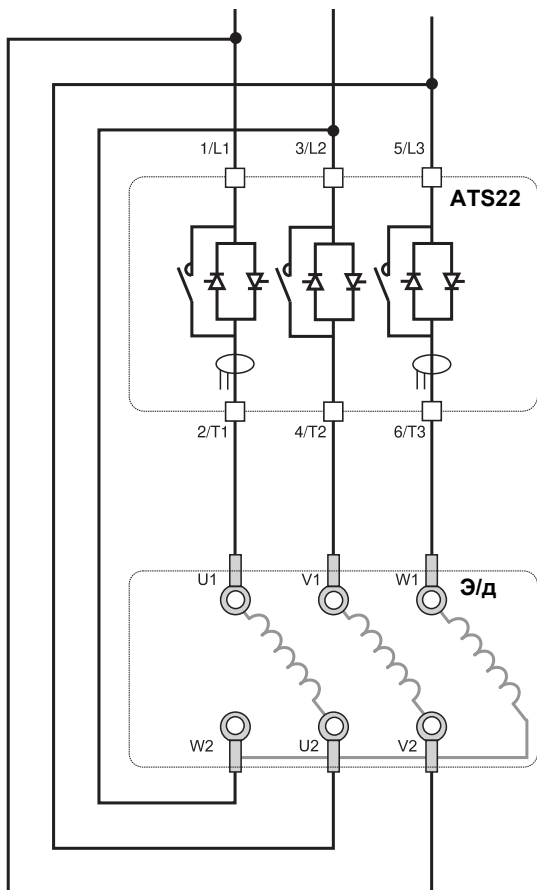 1/L1 3/L2 5/L3
ATS22
2/T1 4/T2 6/T3
U1 V1 W1
Э/д
W2 U2 V2